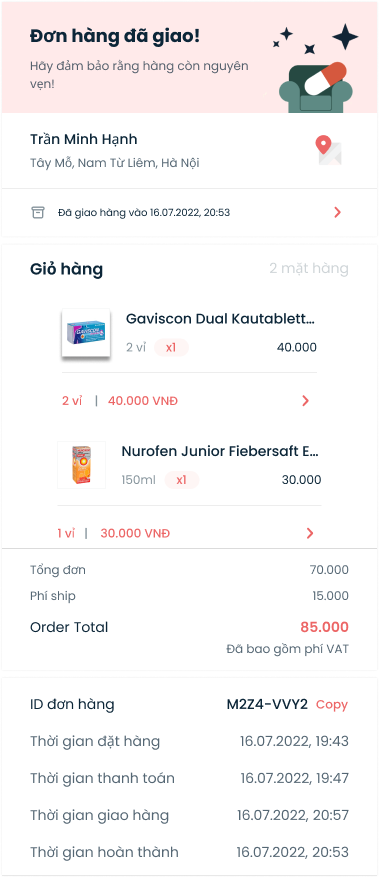 Đơn hàng đã giao!
Hãy đảm bảo rằng hàng còn nguyên
vẹn!
Trần Minh Hạnh
Tây Mỗ, Nam Từ Liêm, Hà Nội
Đã giao hàng vào 16.07.2022, 20:53
Giỏ hàng 2 mặt hàng
Gaviscon Dual Kautablett...
2 vỉ x1 40.000
2 vỉ | 40.000 VNĐ
Nurofen Junior Fiebersaft E...
150ml x1 30.000
1 vỉ | 30.000 VNĐ
Tổng đơn 70.000
Phí ship 15.000
Order Total 85.000
Đã bao gồm phí VAT
ID đơn hàng M2Z4-VVY2 Copy
Thời gian đặt hàng 16.07.2022, 19:43
Thời gian thanh toán 16.07.2022, 19:47
Thời gian giao hàng 16.07.2022, 20:57
Thời gian hoàn thành 16.07.2022, 20:53